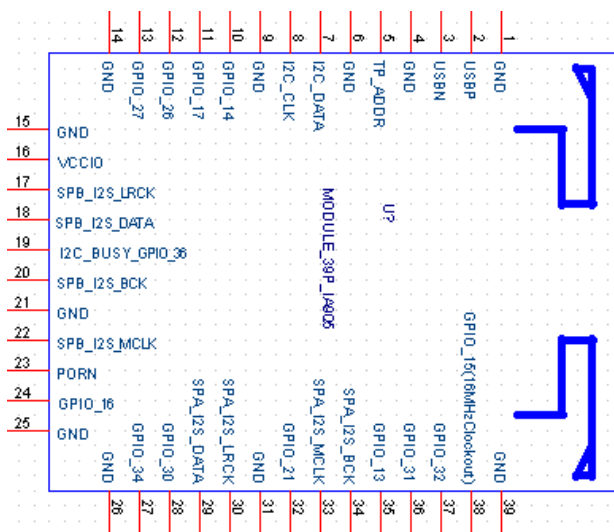 14 13 12 11 10 9 8 7 6 5 4 3 2 1
GND GPIO_27 GPIO_26 GPIO_17 GPIO_14 GND I2C_CLK I2C_DATA GND TP_ADDR GND USBN USBP GND
15 GND
16 VCCIO
17 SPB_I2S_LRCK
18 SPB_I2S_DATA
19 I2C_BUSY_GPIO_36
20 SPB_I2S_BCK
21 GND
22 SPB_I2S_MCLK
23 PORN
24 GPIO_16
25 GND
U?
MODULE_39P_IA9Q5
GND GPIO_34 GPIO_30 SPA_I2S_DATA SPA_I2S_LRCK GND GPIO_21 SPA_I2S_MCLK SPA_I2S_BCK GPIO_13 GPIO_31 GPIO_32 GPIO_15(16MHzClockout) GND
26 27 28 29 30 31 32 33 34 35 36 37 38 39